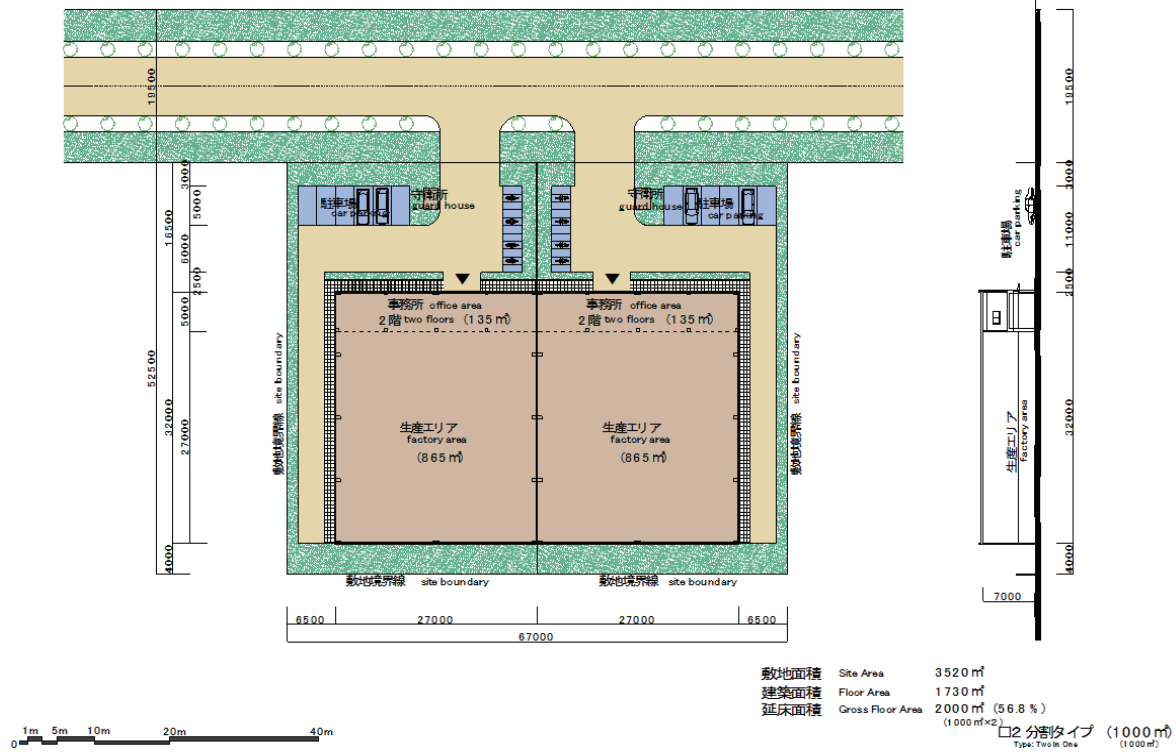 19500
3000
5000
16500
6000
2500
5000
52500
32000
27000
4000
駐車場
car parking
守衛所
guard house
守衛所
guard house
駐車場
car parking
事務所 office area
2階 two floors (135㎡)
事務所 office area
2階 two floors (135㎡)
生産エリア
factory area
(865㎡)
生産エリア
factory area
(865㎡)
敷地境界線 site boundary
敷地境界線 site boundary
敷地境界線 site boundary
敷地境界線 site boundary
6500
27000
27000
6500
67000
19500
3000
11000
2500
32000
4000
駐車場
car parking
生産エリア
factory area
7000
敷地面積 Site Area 3520㎡
建築面積 Floor Area 1730㎡
延床面積 Gross Floor Area 2000㎡ (56.8%)
(1000㎡×2)
□2分割タイプ (1000㎡)
Type: Two in One (1000㎡)
0 1m 5m 10m 20m 40m